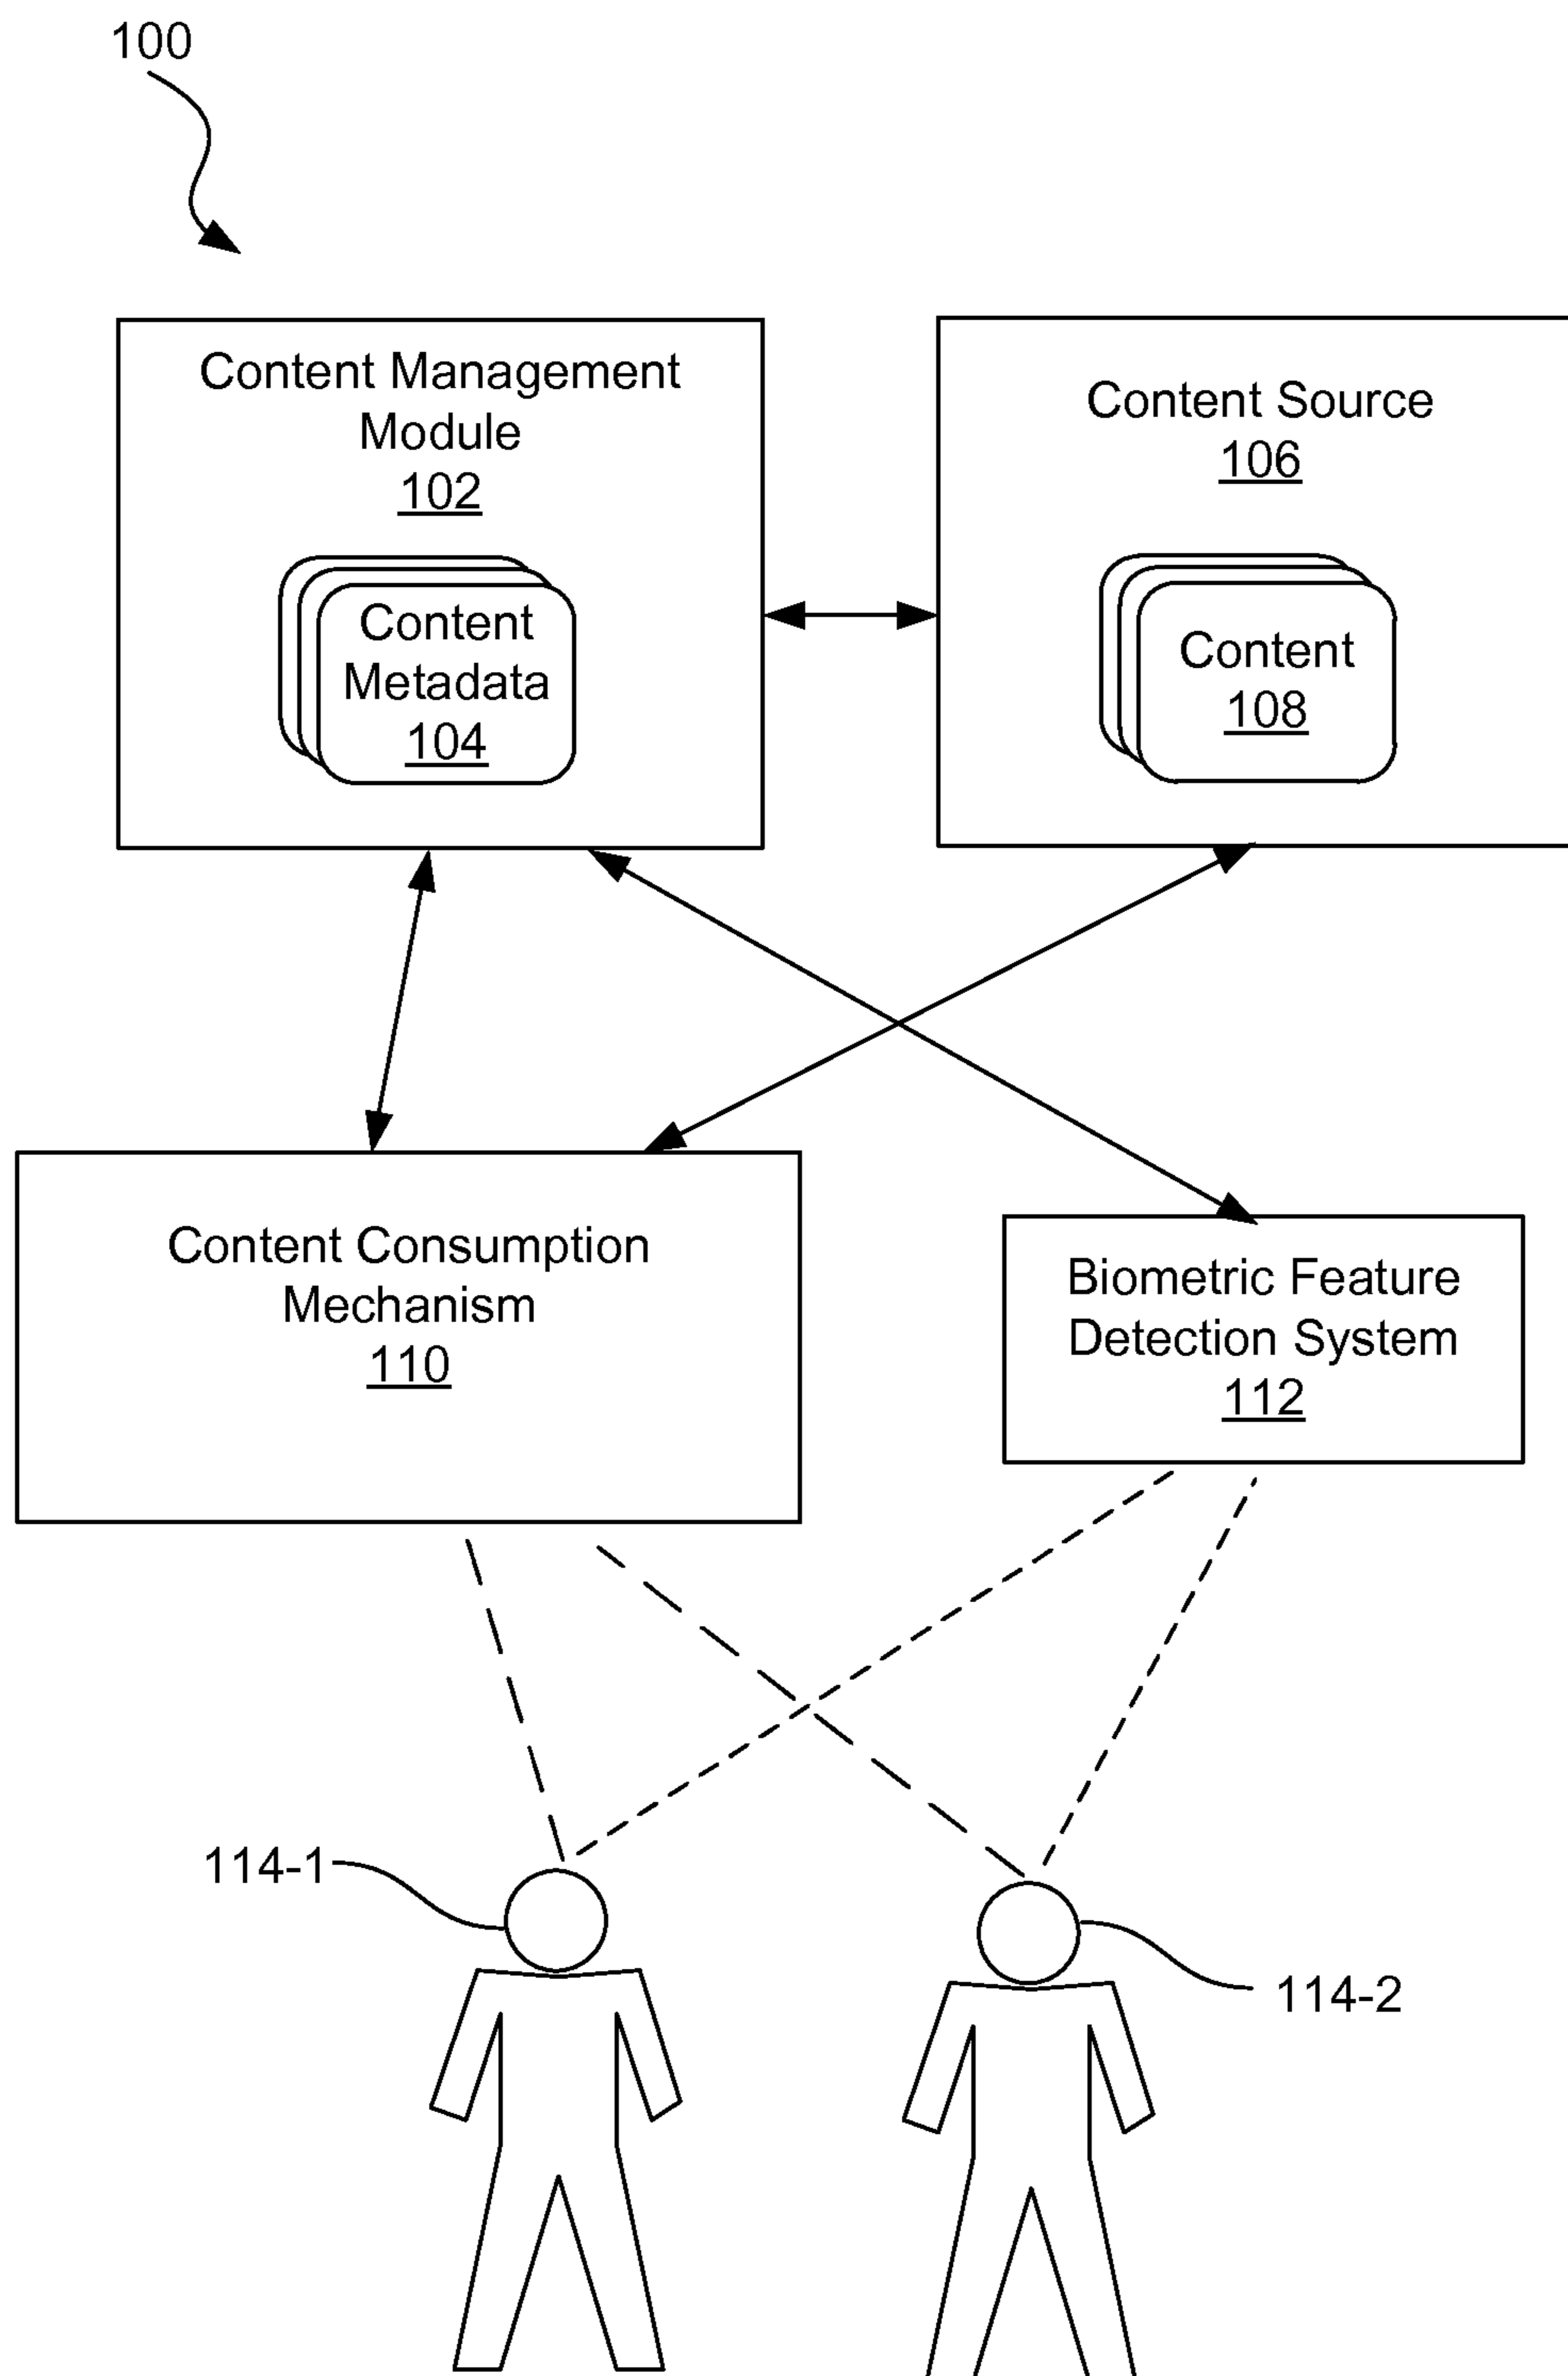 100
Content Management
Module
102
Content
Metadata
104
Content Source
106
Content
108
Content Consumption
Mechanism
110
Biometric Feature
Detection System
112
114-1
114-2